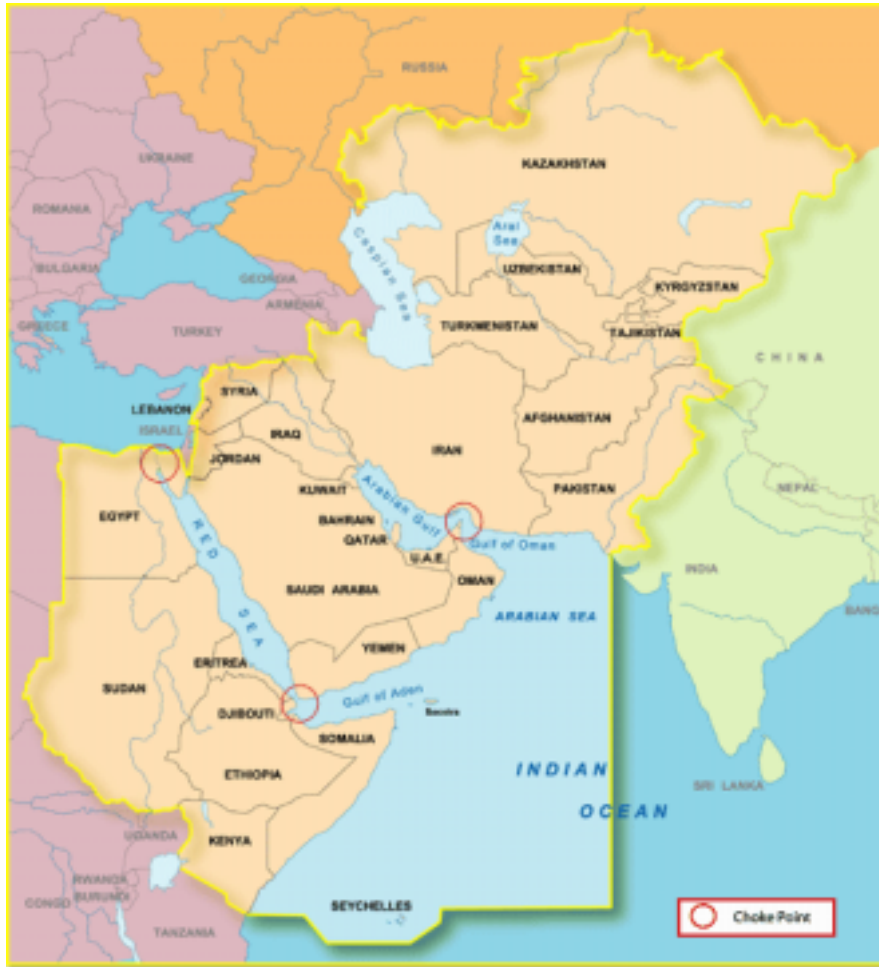 RUSSIA
UKRAINE
KAZAKHSTAN
ROMANIA
Aral
Sea
Caspian Sea
BULGARIA
UZBEKISTAN
GEORGIA
KYRGYZSTAN
ARMENIA
GREECE
TURKEY
TURKMENISTAN
TAJIKISTAN
CHINA
SYRIA
LEBANON
AFGHANISTAN
ISRAEL
IRAQ
IRAN
JORDAN
KUWAIT
Arabian Gulf
PAKISTAN
NEPAL
EGYPT
BAHRAIN
QATAR
Gulf of Oman
RED SEA
U.A.E.
INDIA
OMAN
SAUDI ARABIA
ARABIAN SEA
BANG
YEMEN
ERITREA
SUDAN
Gulf of Aden
DJIBOUTI
Socotra
SOMALIA
ETHIOPIA
INDIAN
OCEAN
SRI LANKA
UGANDA
KENYA
RWANDA
BURUNDI
CONGO
SEYCHELLES
TANZANIA
Choke Point